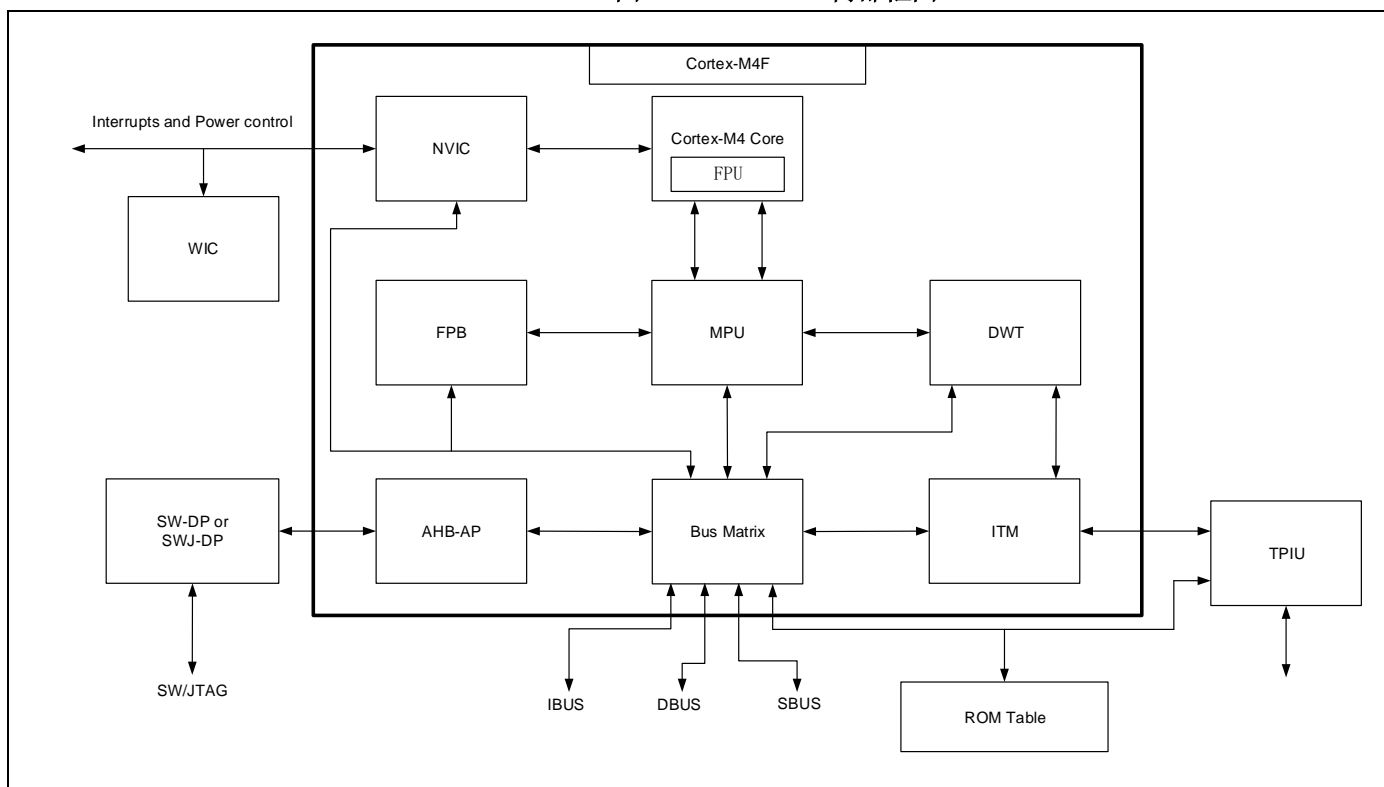 Cortex-M4F
Interrupts and Power control
NVIC
Cortex-M4 Core
FPU
WIC
FPB
MPU
DWT
SW-DP or
SWJ-DP
AHB-AP
Bus Matrix
ITM
TPIU
SW/JTAG
IBUS
DBUS
SBUS
ROM Table